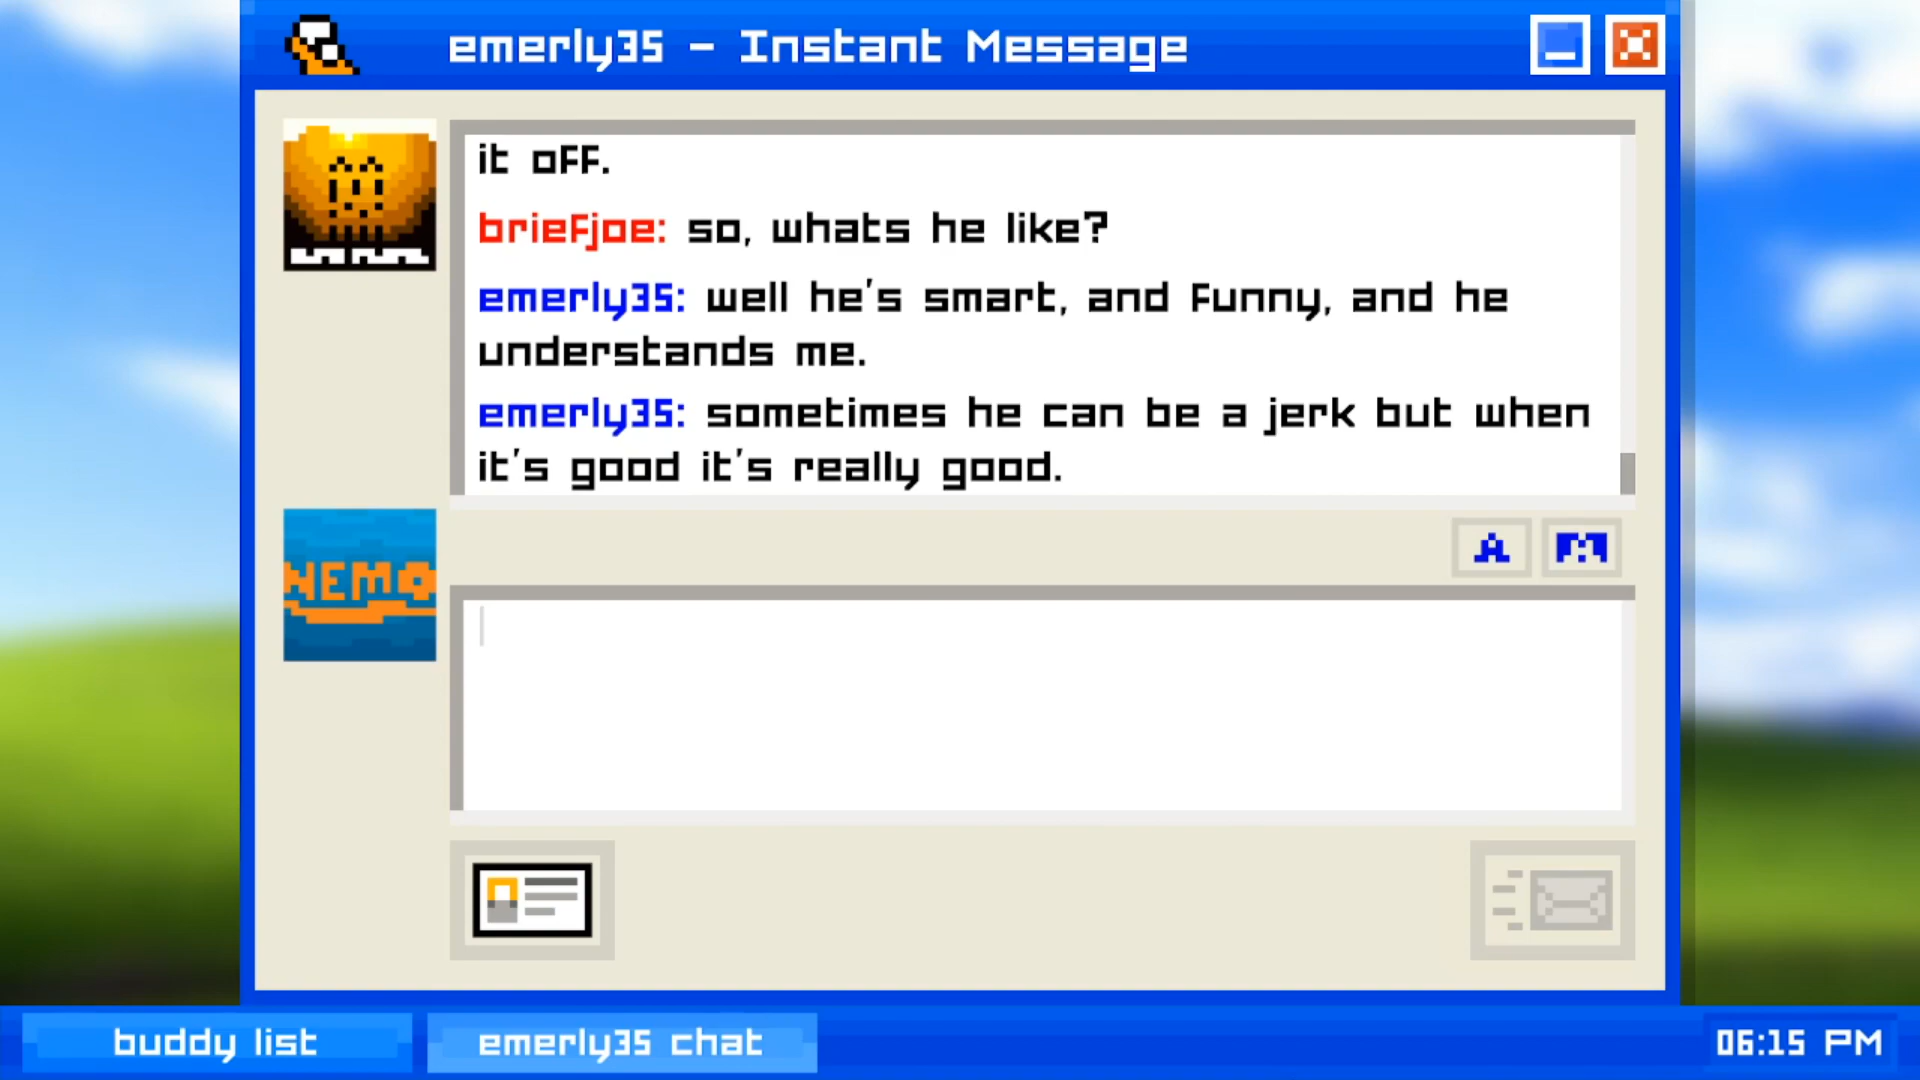 emerly35 - Instant Message
it off.
briefjoe: so, whats he like?
emerly35: well he's smart, and funny, and he
understands me.
emerly35: sometimes he can be a jerk but when
it's good it's really good.
NEMO
A
buddy list
emerly35 chat
06:15 PM